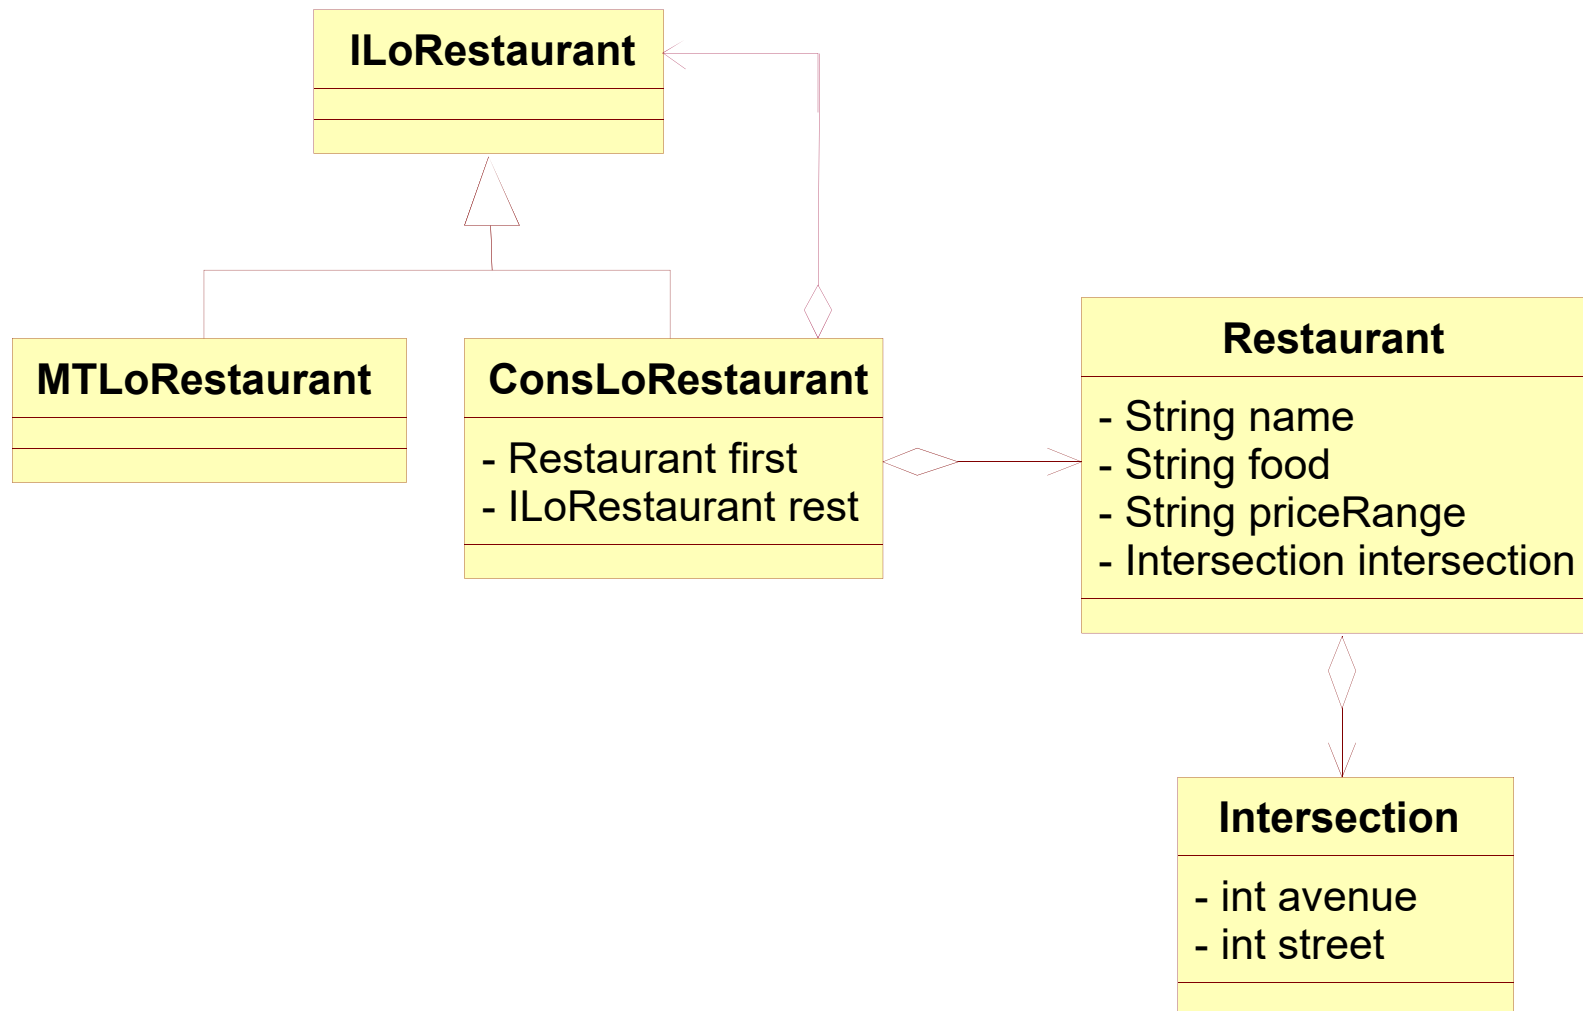 ILoRestaurant
MTLoRestaurant
ConsLoRestaurant
- Restaurant first
- ILoRestaurant rest
Restaurant
- String name
- String food
- String priceRange
- Intersection intersection
Intersection
- int avenue
- int street